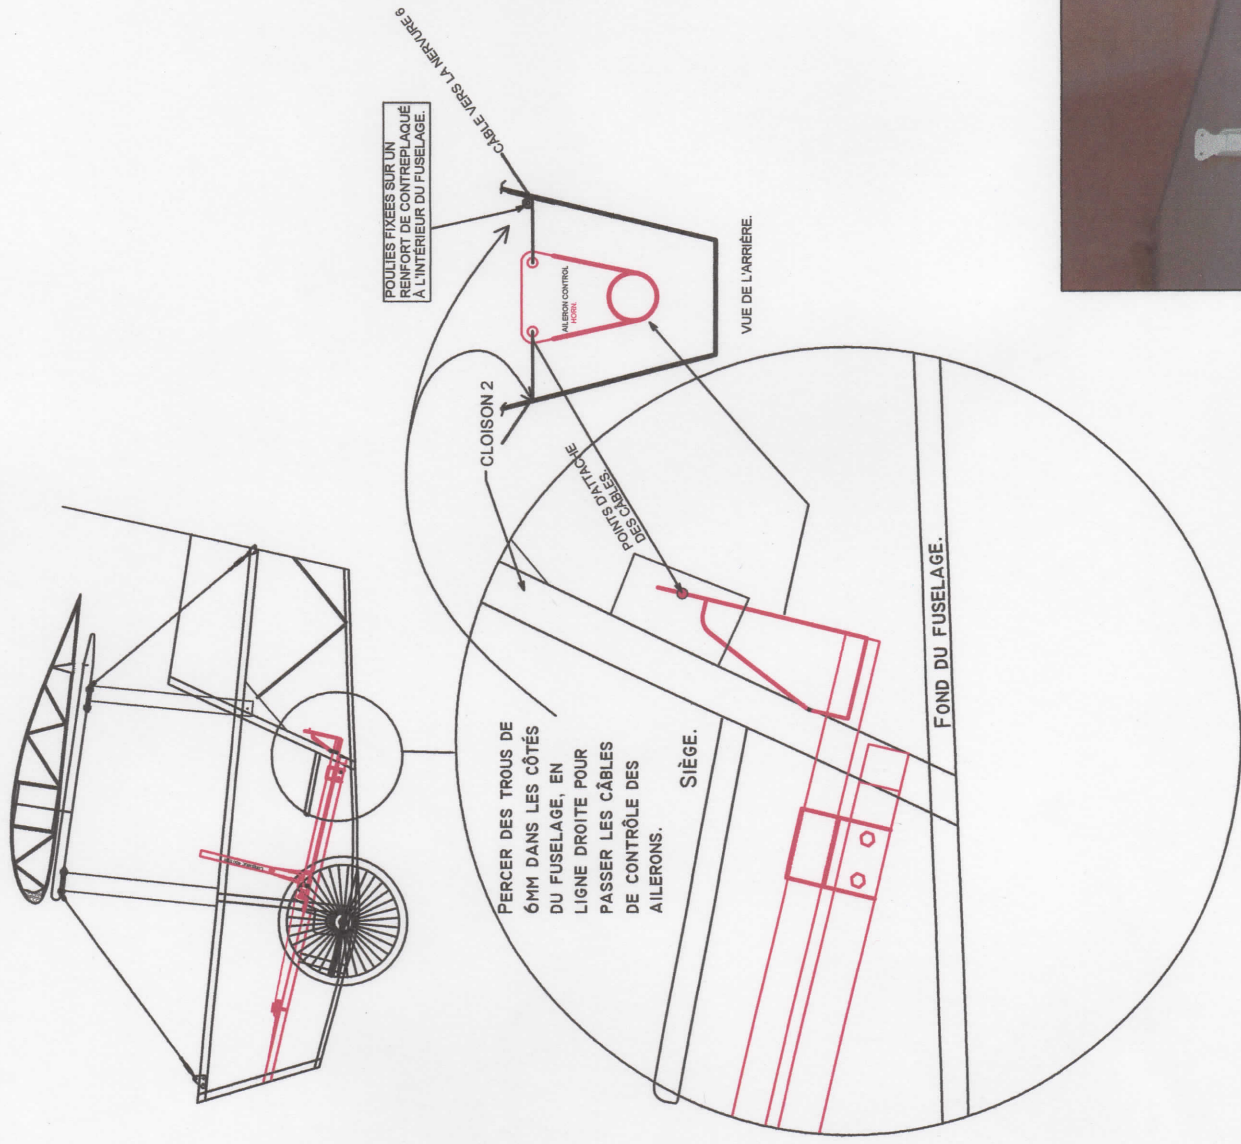 CÂBLE VERS LA NERVURE 6
POULIES FIXÉES SUR UN
RENFORT DE CONTREPLAQUÉ
À L'INTÉRIEUR DU FUSELAGE.
AILERON CONTROL
HORN.
VUE DE L'ARRIÈRE.
CLOISON 2
POINTS D'ATTACHE
DES CÂBLES.
PERCER DES TROUS DE
6MM DANS LES CÔTÉS
DU FUSELAGE, EN
LIGNE DROITE POUR
PASSER LES CÂBLES
DE CONTRÔLE DES
AILERONS.
SIÈGE.
FOND DU FUSELAGE.